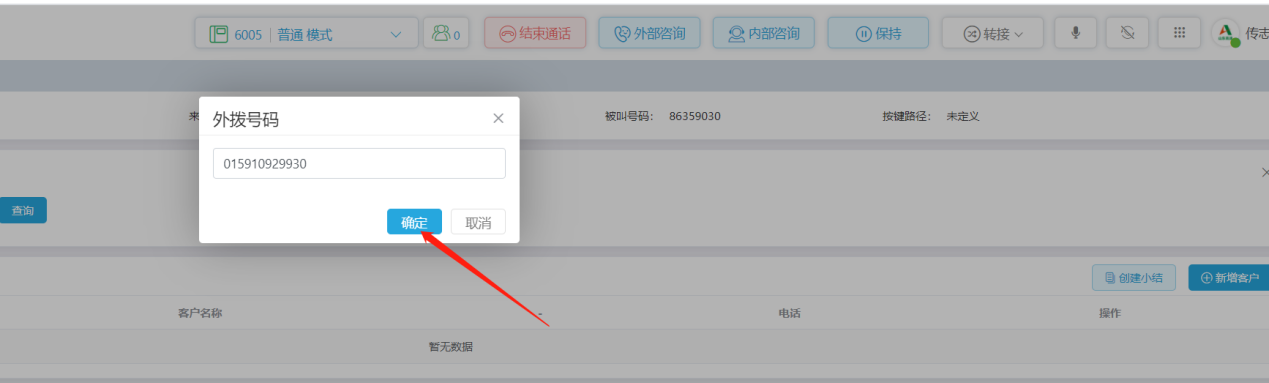 6005 普通 模式 0 结束通话 外部咨询 内部咨询 保持 转接 传志
来
外拨号码
被叫号码: 86359030 按键路径: 未定义
015910929930
查询
确定 取消
创建小结 新增客户
客户名称 - 电话 操作
暂无数据